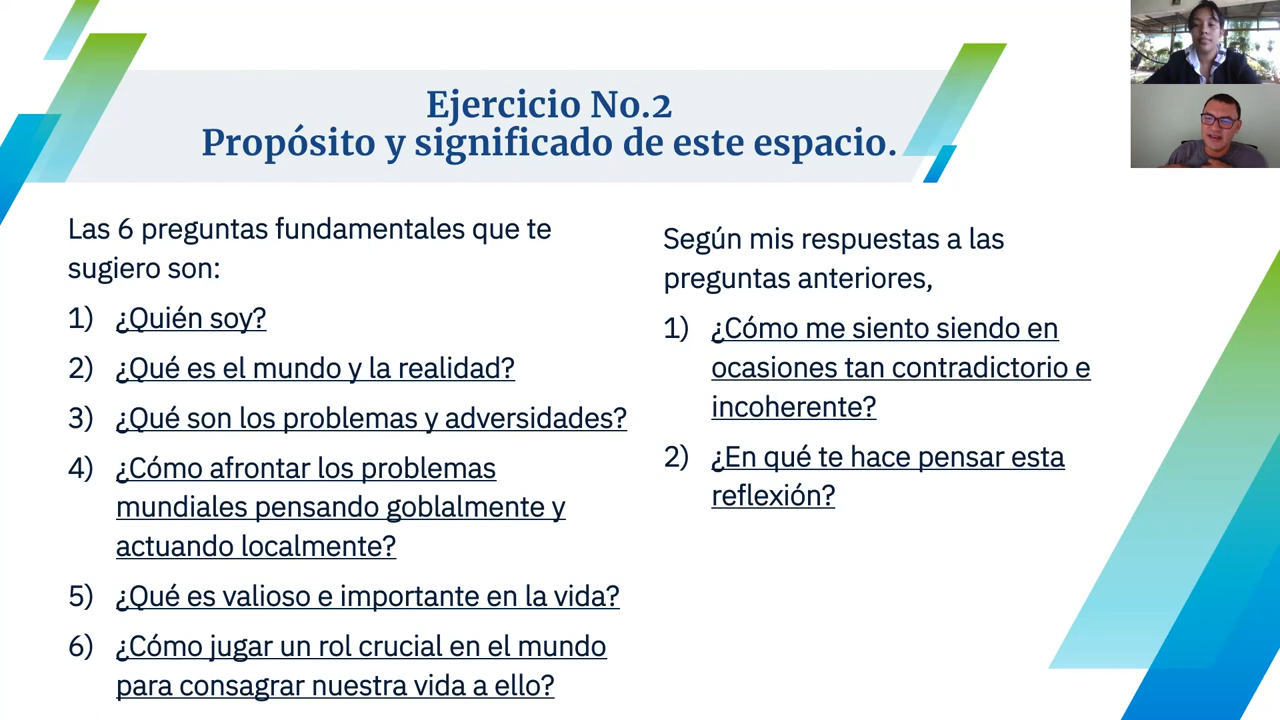 Ejercicio No.2
Propósito y significado de este espacio.
Las 6 preguntas fundamentales que te
sugiero son:
1) ¿Quién soy?
2) ¿Qué es el mundo y la realidad?
3) ¿Qué son los problemas y adversidades?
4) ¿Cómo afrontar los problemas
mundiales pensando goblalmente y
actuando localmente?
5) ¿Qué es valioso e importante en la vida?
6) ¿Cómo jugar un rol crucial en el mundo
para consagrar nuestra vida a ello?
Según mis respuestas a las
preguntas anteriores,
1) ¿Cómo me siento siendo en
ocasiones tan contradictorio e
incoherente?
2) ¿En qué te hace pensar esta
reflexión?